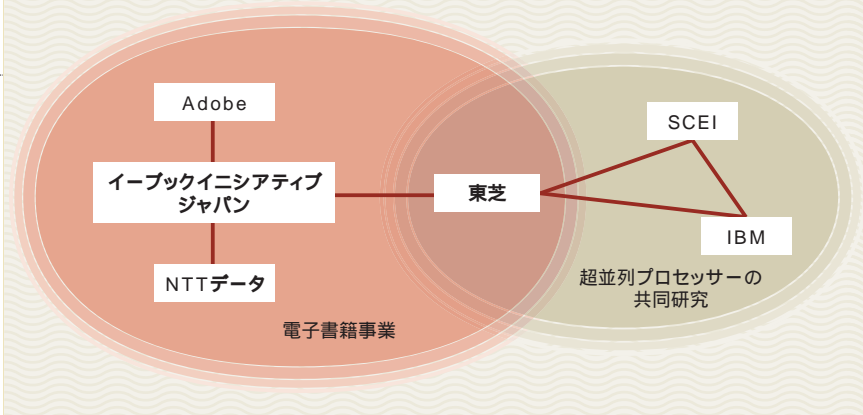 Adobe
SCEI
イーブックイニシアティブ
ジャパン
東芝
IBM
NTTデータ
超並列プロセッサーの
共同研究
電子書籍事業